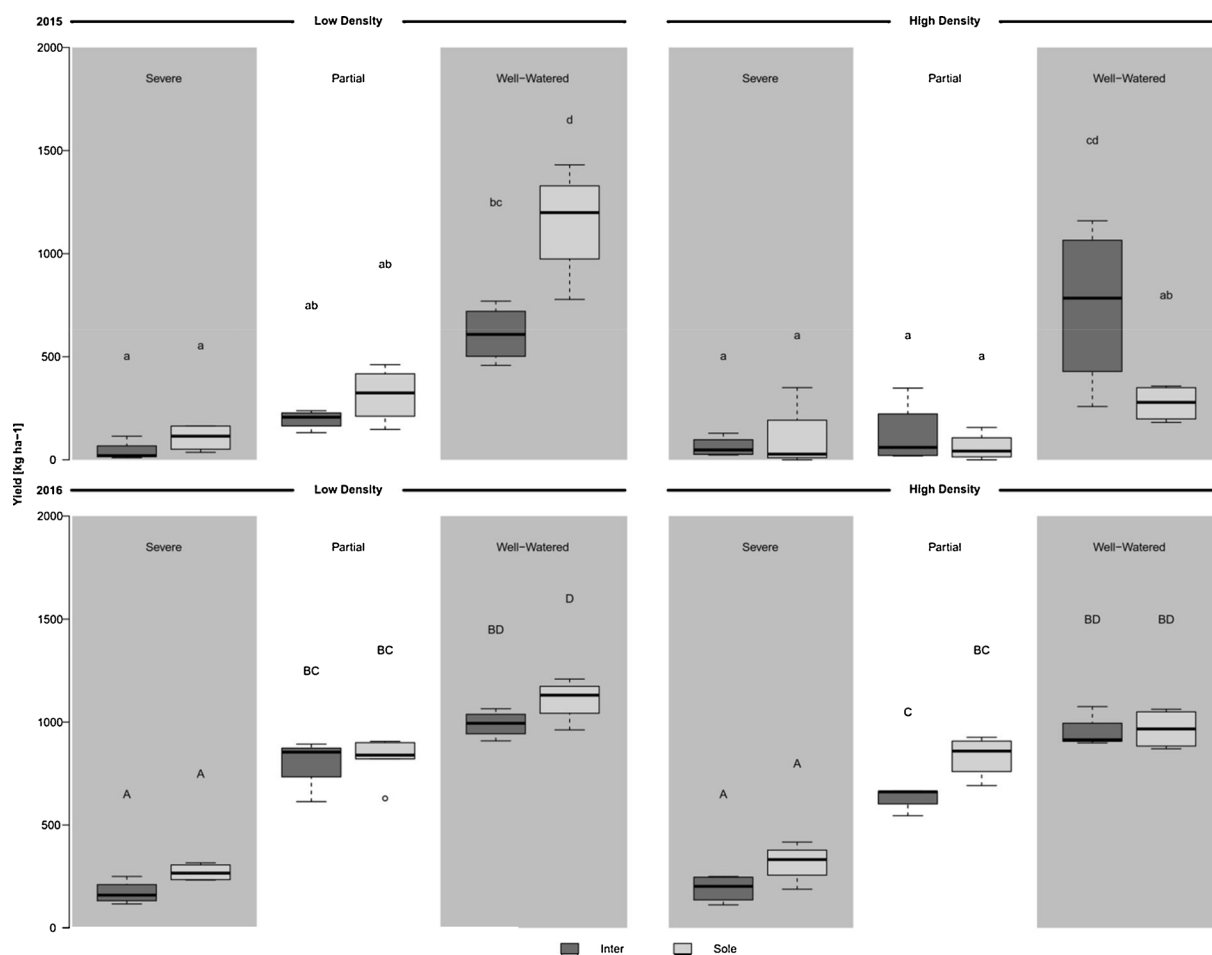 2015 Low Density High Density
2000
Severe Partial Well−Watered Severe Partial Well−Watered
d
cd
1500
bc
1000
ab
ab
ab
a a
500
a a a a
0
Yield [kg ha−1]
2016 Low Density High Density
2000
Severe Partial Well−Watered Severe Partial Well−Watered
D
1500
BD BD BD
BC BC
BC
C
1000
A A
A A
500
0
Inter Sole